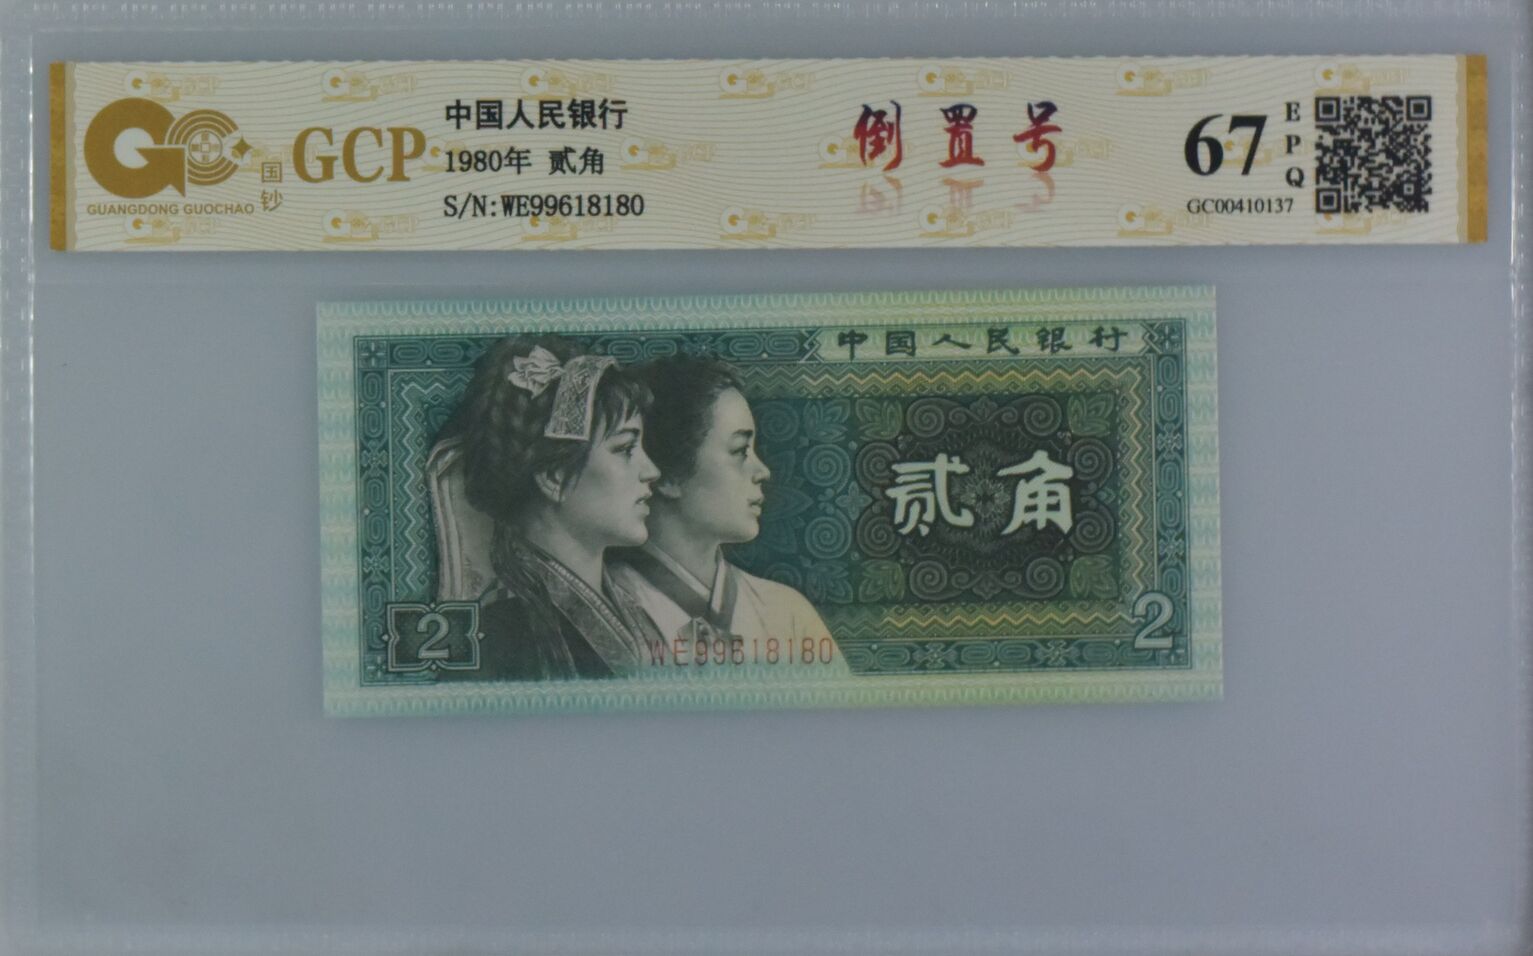 GUANGDONG GUOCHAO
国钞
GCP
中国人民银行
1980年 贰角
S/N:WE99618180
倒置号
67
EPQ
GC00410137
中国人民银行
贰角
2
2
WE99618180